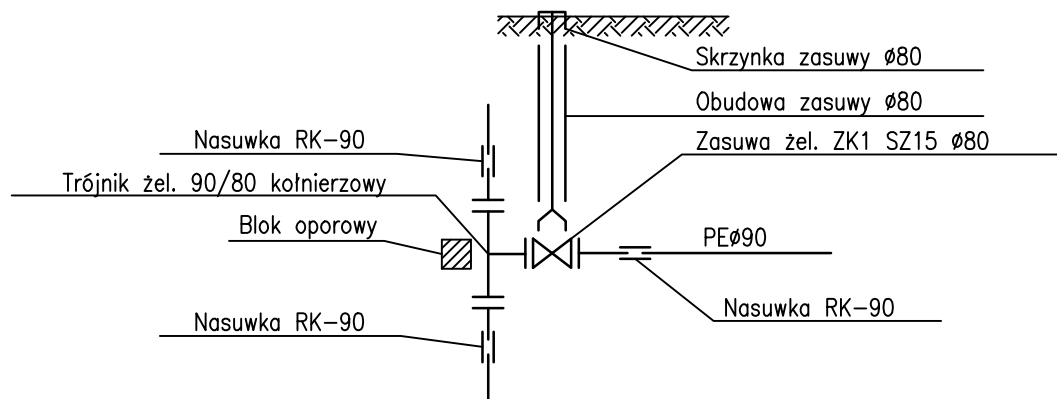 Skrzynka zasuwy ø80
Obudowa zasuwy ø80
Nasuwka RK-90
Zasuwa żel. ZK1 SZ15 ø80
Trójnik żel. 90/80 kołnierzowy
Blok oporowy
PEø90
Nasuwka RK-90
Nasuwka RK-90